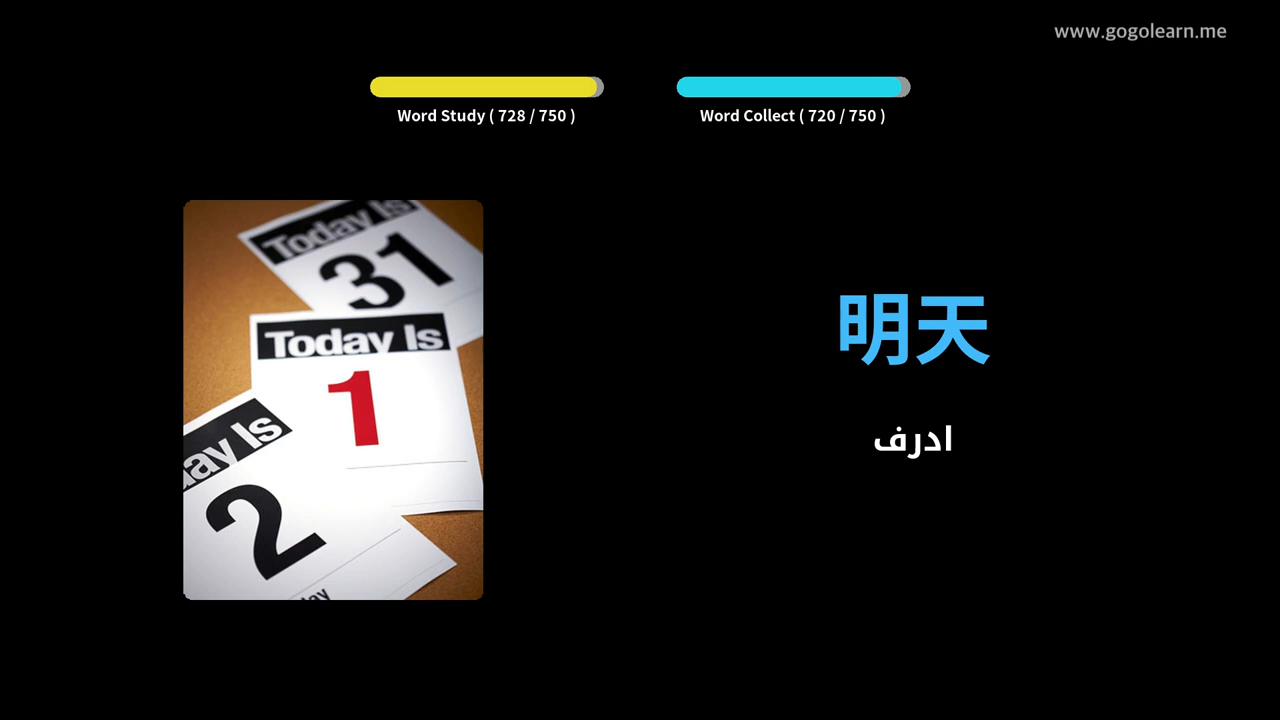 www.gogolearn.me
Word Study ( 728 / 750 )
Word Collect ( 720 / 750 )
Today Is
31
Today Is
1
ay Is
2
明天
ادرف